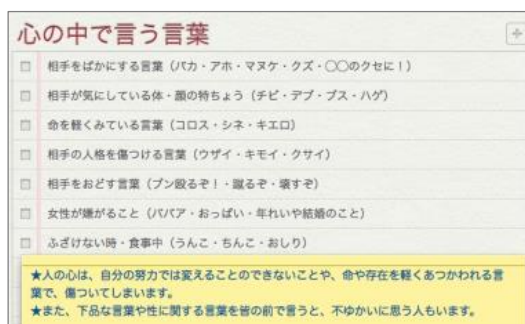 心の中で言う言葉
相手をばかにする言葉（バカ・アホ・マヌケ・クズ・〇〇のクセに！）
相手が気にしている体・顔の特ちょう（チビ・デブ・ブス・ハゲ）
命を軽くみている言葉（コロス・シネ・キエロ）
相手の人格を傷つける言葉（ウザイ・キモイ・クサイ）
相手をおどす言葉（ブン殴るぞ！・蹴るぞ・壊すぞ）
女性が嫌がること（ババア・おっぱい・年れいや結婚のこと）
ふざけない時・食事中（うんこ・ちんこ・おしり）
★人の心は、自分の努力では変えることのできないことや、命や存在を軽くあつかわれる言
葉で、傷ついてしまいます。
★また、下品な言葉や性に関する言葉を皆の前で言うと、不ゆかいに思う人もいます。